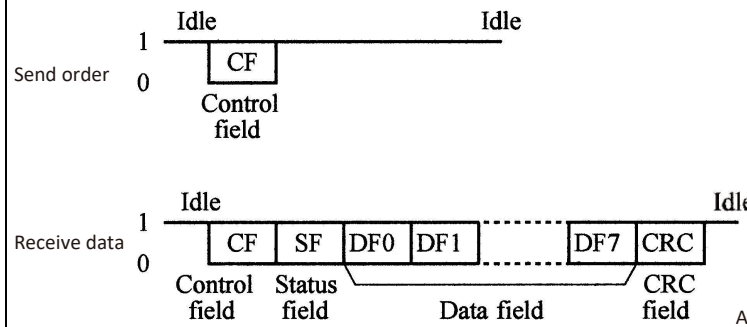 Idle Idle
1
Send order CF
0
Control
field
Idle Idle
1
Receive data CF SF DF0 DF1 DF7 CRC
0
Control Status CRC
field field Data field field A